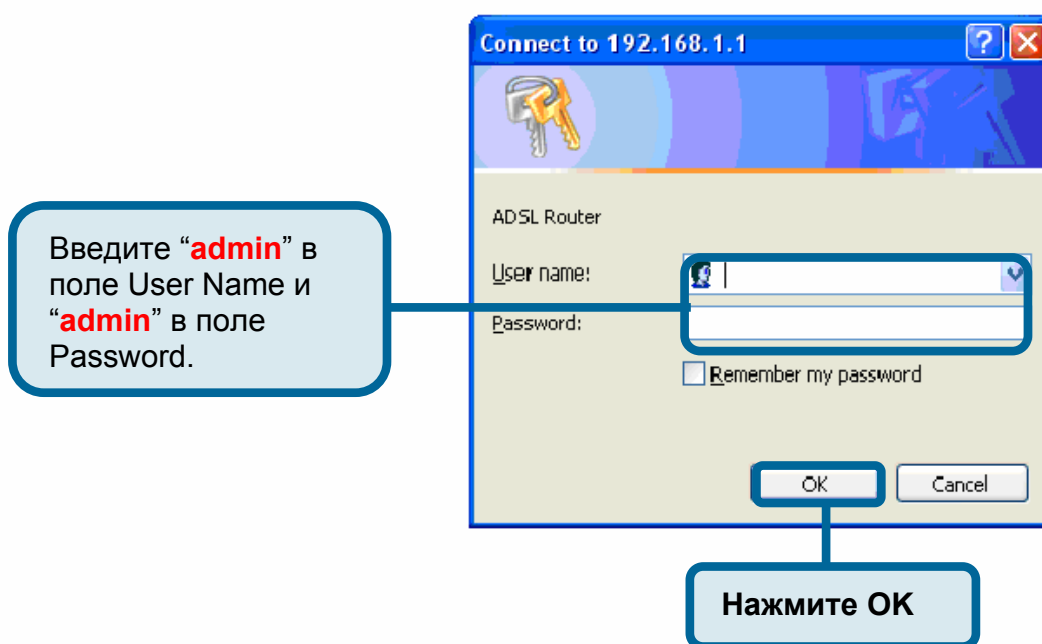 Connect to 192.168.1.1
ADSL Router
Введите “admin” в
поле User Name и
“admin” в поле
Password.
User name:
Password:
Remember my password
OK
Cancel
Нажмите OK